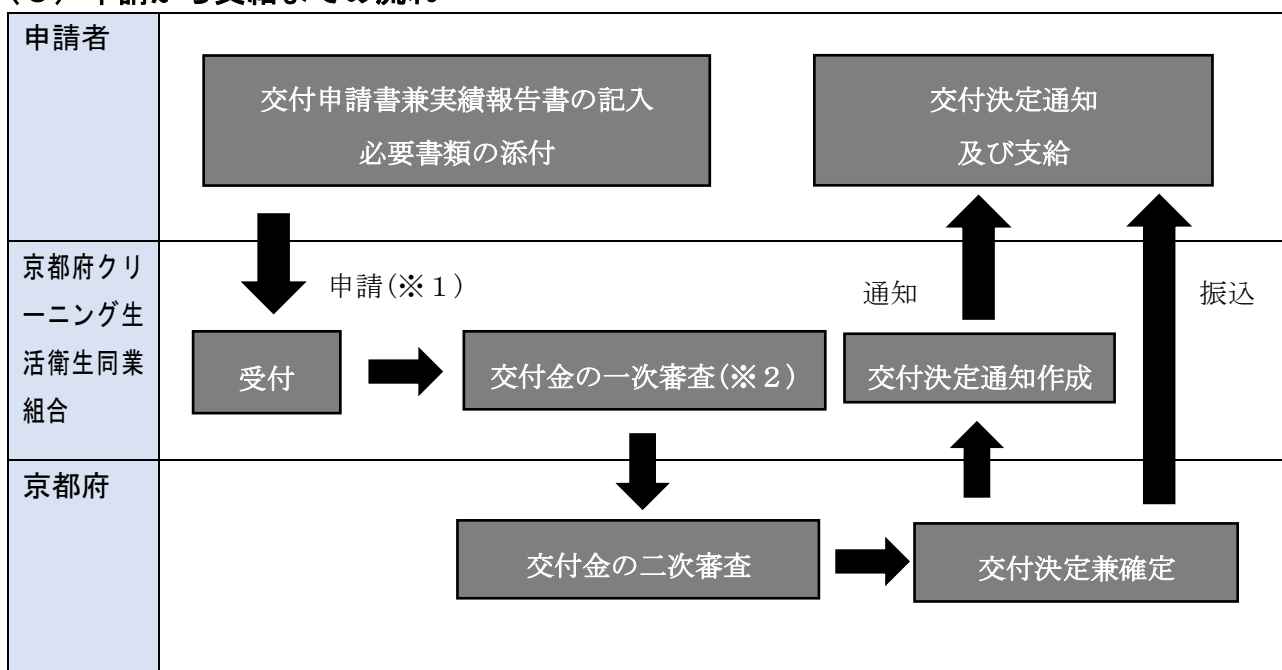 申請者
交付申請書兼実績報告書の記入
必要書類の添付
交付決定通知
及び支給
京都府クリ
ーニング生
活衛生同業
組合
申請(※１)
通知
振込
受付
交付金の一次審査(※２)
交付決定通知作成
京都府
交付金の二次審査
交付決定兼確定